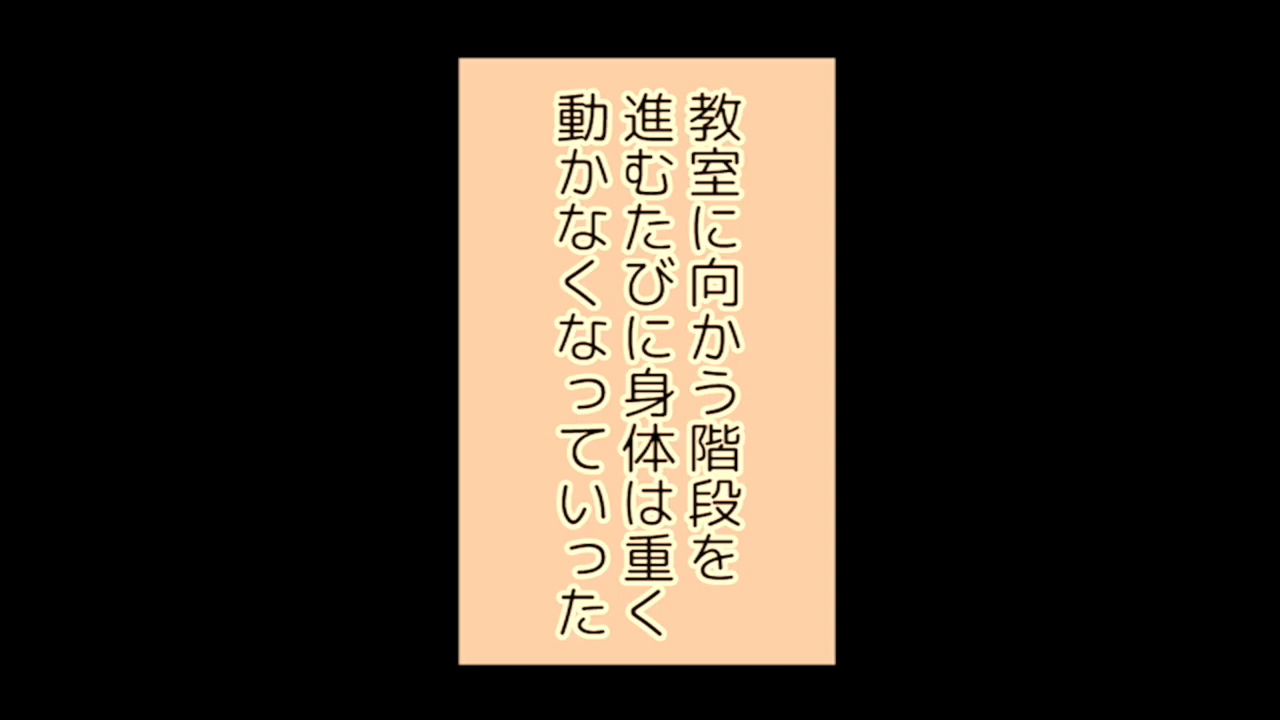 教室に向かう階段を
進むたびに身体は重く
動かなくなっていった